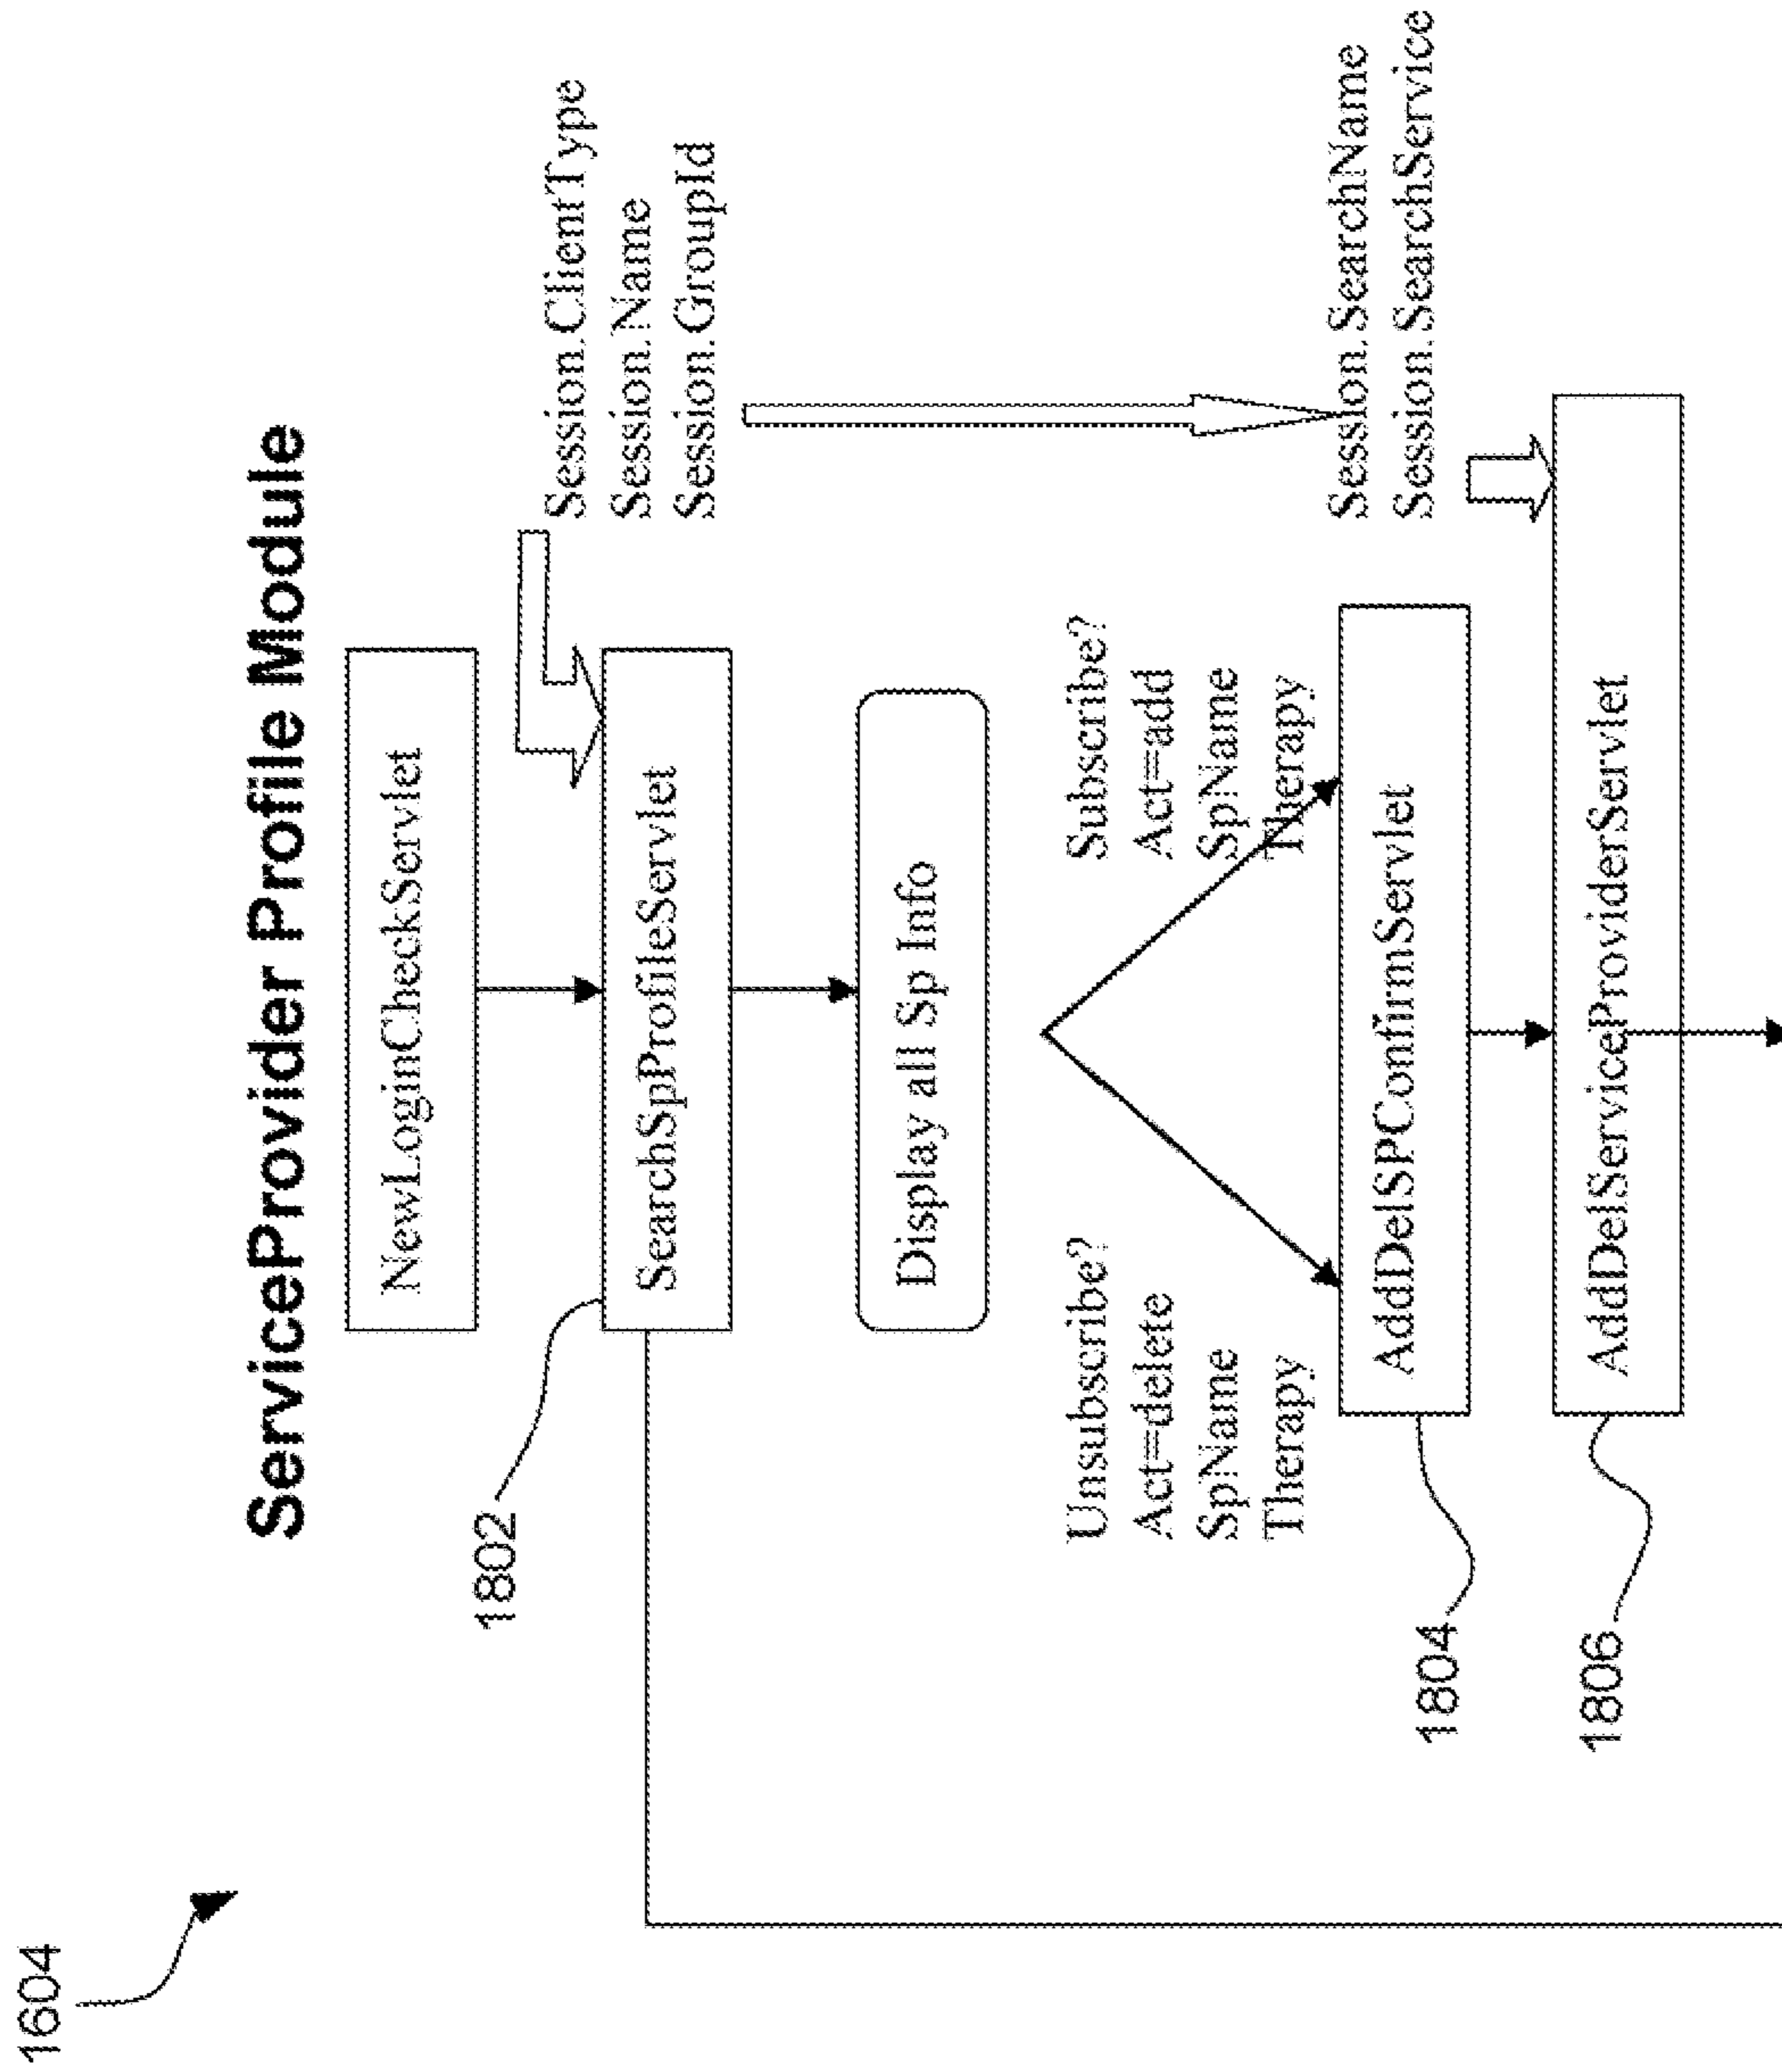 1604
ServiceProvider Profile Module
NewLoginCheckServlet
Session.ClientType
Session.Name
Session.GroupId
1802
SearchSpProfileServlet
Display all Sp Info
Unsubscribe?
Act=delete
SpName
Therapy
Subscribe?
Act=add
SpName
Therapy
Session.SearchName
Session.SearchService
1804
AddDelSPConfirmServlet
1806
AddDelServiceProviderServlet